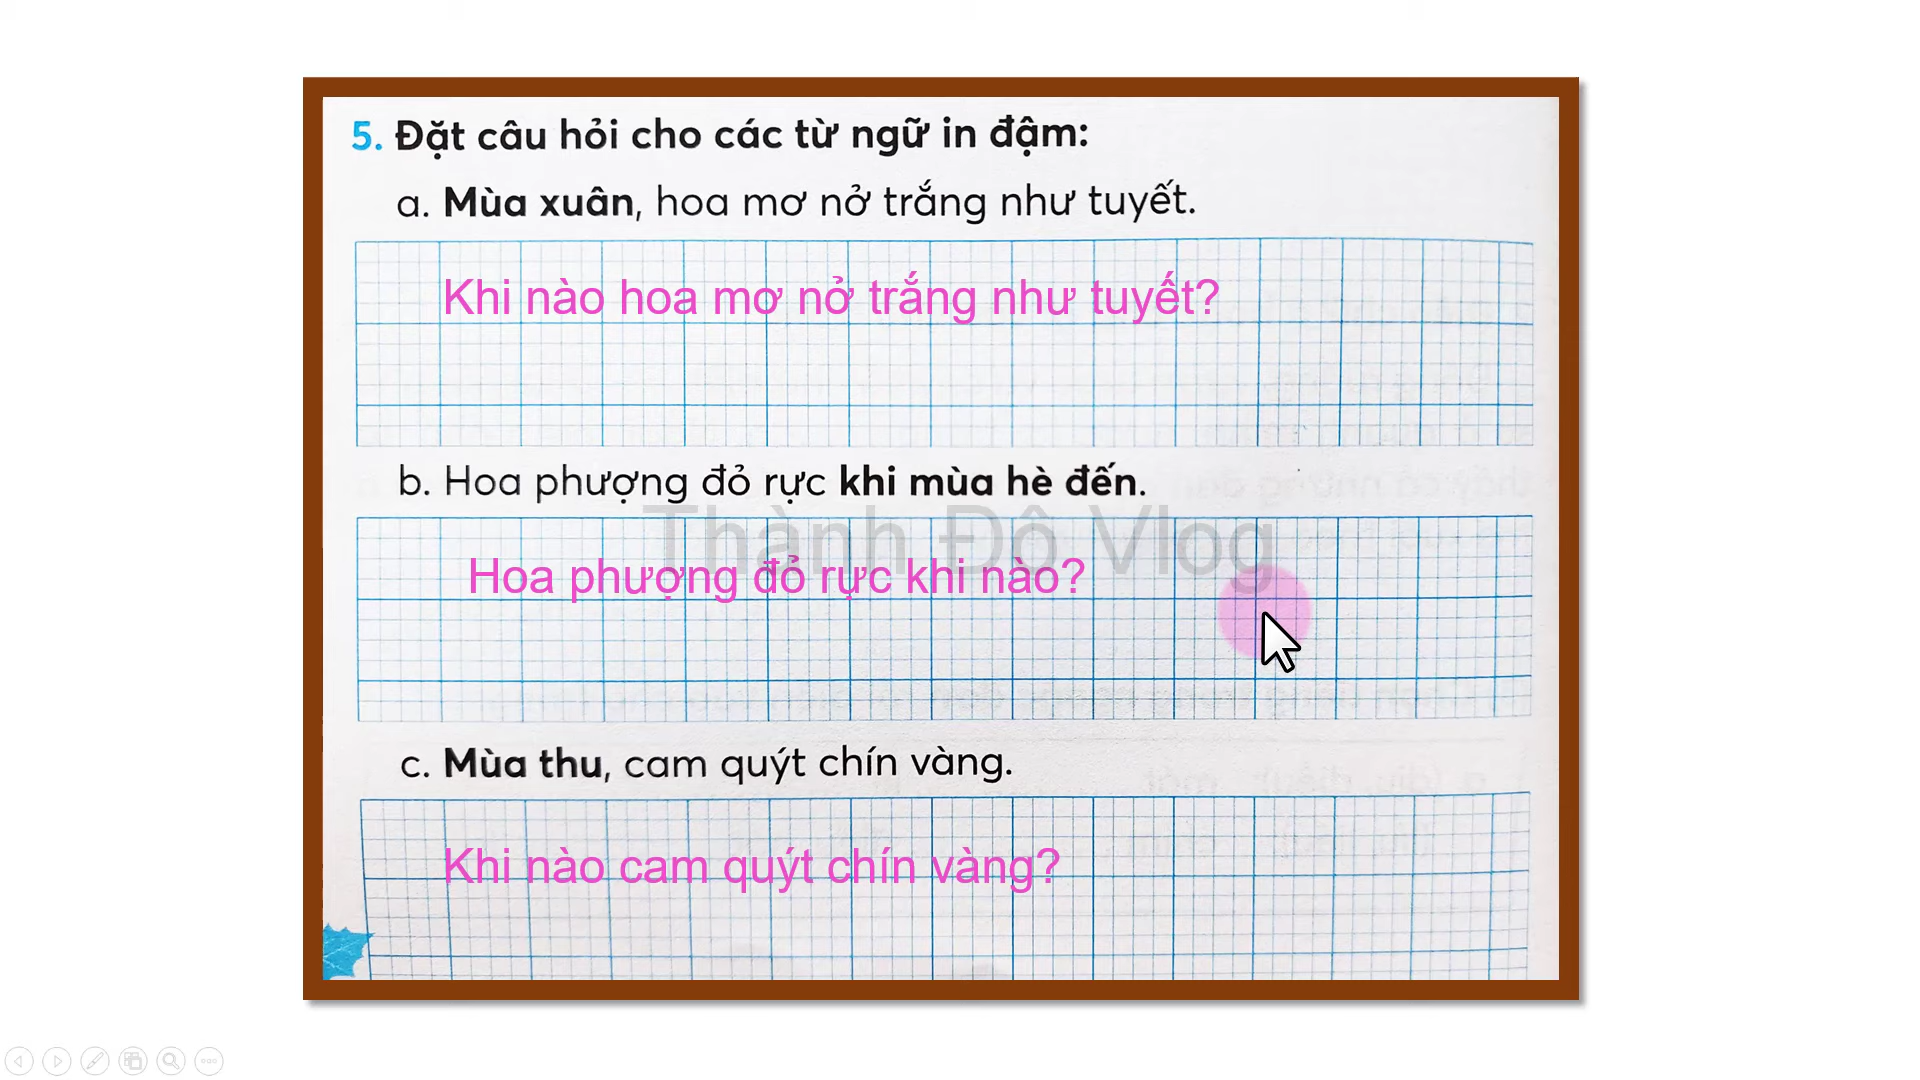 5. Đặt câu hỏi cho các từ ngữ in đậm:
a. Mùa xuân, hoa mơ nở trắng như tuyết.
Khi nào hoa mơ nở trắng như tuyết?
b. Hoa phượng đỏ rực khi mùa hè đến.
Thành Đô Vlog
Hoa phượng đỏ rực khi nào?
c. Mùa thu, cam quýt chín vàng.
Khi nào cam quýt chín vàng?